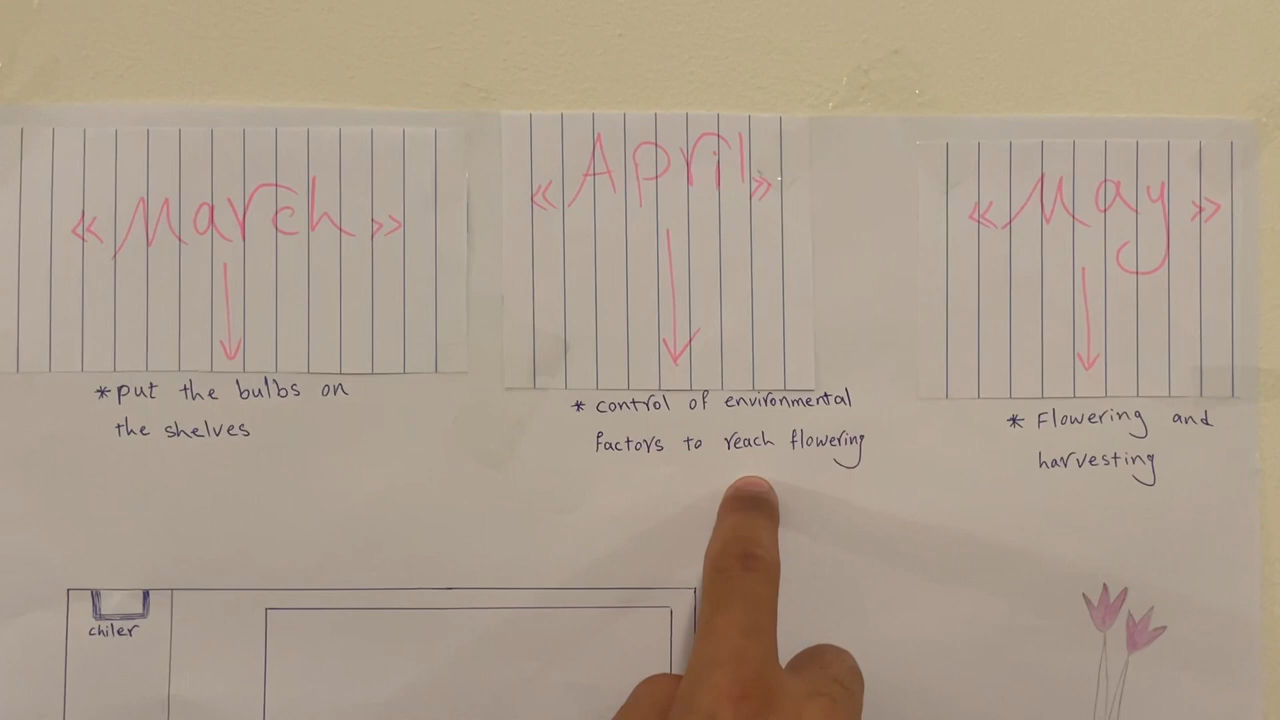 «March»
*put the bulbs on
the shelves
«April»
*control of environmental
factors to reach flowering
«May»
*Flowering and
harvesting
chiler